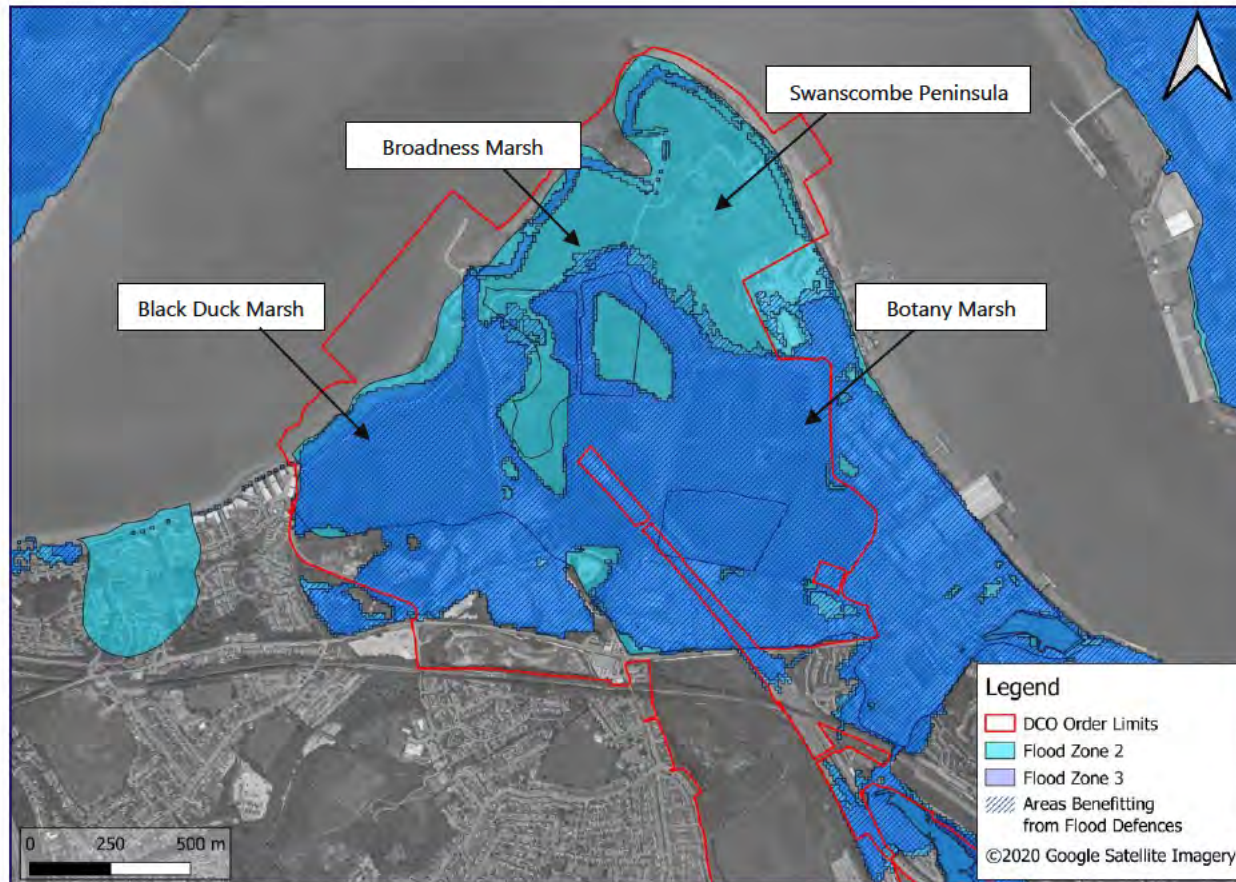 Swanscombe Peninsula
Broadness Marsh
Black Duck Marsh
Botany Marsh
Legend
DCO Order Limits
Flood Zone 2
Flood Zone 3
Areas Benefitting
from Flood Defences
©2020 Google Satellite Imagery
0 250 500 m